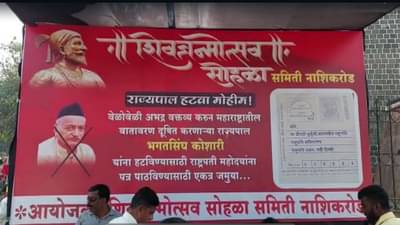 ॥ शिवजन्मोत्सव ॥
सोहळा समिती नाशिकरोड
राज्यपाल हटवा मोहीम!
वेळोवेळी अभद्र वक्तव्य करुन महाराष्ट्रातील
वातावरण दूषित करणाऱ्या राज्यपाल
भगतसिंघ कोशारी
यांना हटविण्यासाठी राष्ट्रपती महोदयांना
पत्र पाठविण्यासाठी एकत्र जमुया...
* आयोजक शिवजन्मोत्सव सोहळा समिती नाशिकरोड